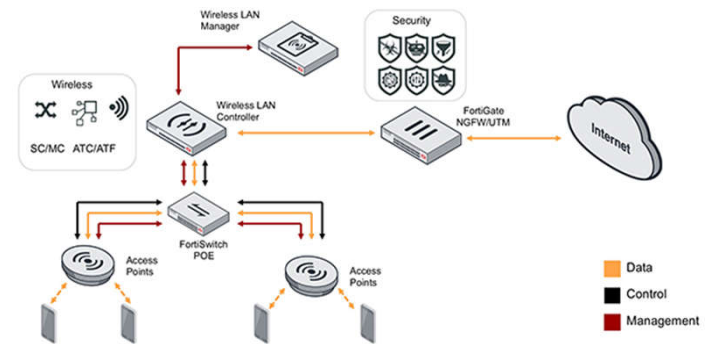 Wireless LAN
Manager
Security
Wireless
SC/MC ATC/ATF
Wireless LAN
Controller
FortiGate
NGFW/UTM
Internet
FortiSwitch
POE
Access
Points
Access
Points
Data
Control
Management